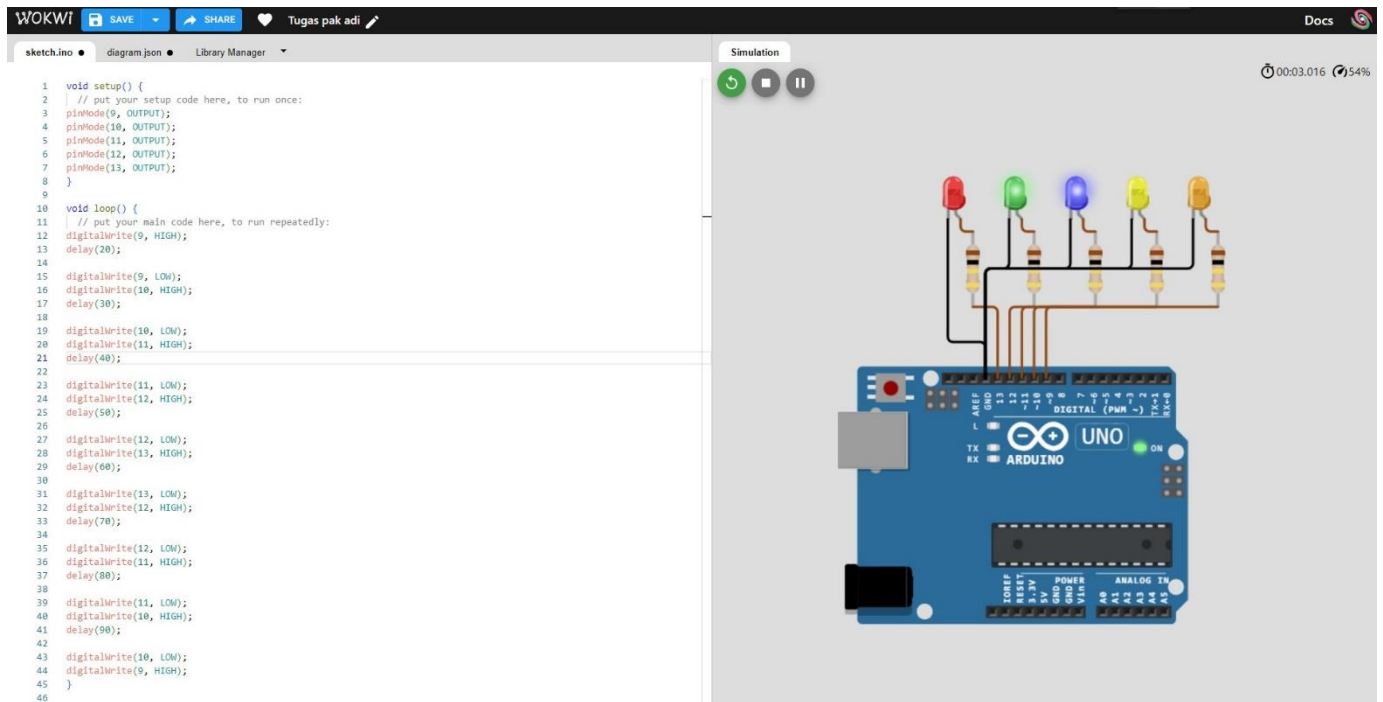 WOKWI SAVE SHARE Tugas pak adi Docs
sketch.ino ● diagram.json ● Library Manager
Simulation
00:03.016 54%
1 void setup() {
2 // put your setup code here, to run once:
3 pinMode(9, OUTPUT);
4 pinMode(10, OUTPUT);
5 pinMode(11, OUTPUT);
6 pinMode(12, OUTPUT);
7 pinMode(13, OUTPUT);
8 }
9
10 void loop() {
11 // put your main code here, to run repeatedly:
12 digitalWrite(9, HIGH);
13 delay(20);
14
15 digitalWrite(9, LOW);
16 digitalWrite(10, HIGH);
17 delay(30);
18
19 digitalWrite(10, LOW);
20 digitalWrite(11, HIGH);
21 delay(40);
22
23 digitalWrite(11, LOW);
24 digitalWrite(12, HIGH);
25 delay(50);
26
27 digitalWrite(12, LOW);
28 digitalWrite(13, HIGH);
29 delay(60);
30
31 digitalWrite(13, LOW);
32 digitalWrite(12, HIGH);
33 delay(70);
34
35 digitalWrite(12, LOW);
36 digitalWrite(11, HIGH);
37 delay(80);
38
39 digitalWrite(11, LOW);
40 digitalWrite(10, HIGH);
41 delay(90);
42
43 digitalWrite(10, LOW);
44 digitalWrite(9, HIGH);
45 }
46
AREF GND 13 12 ~11 ~10 ~9 8 7 ~6 ~5 4 ~3 2 TX→1 RX←0
DIGITAL (PWM ~)
L
TX
RX
UNO
ON
ARDUINO
IOREF RESET 3.3V 5V GND GND Vin A0 A1 A2 A3 A4 A5
POWER ANALOG IN